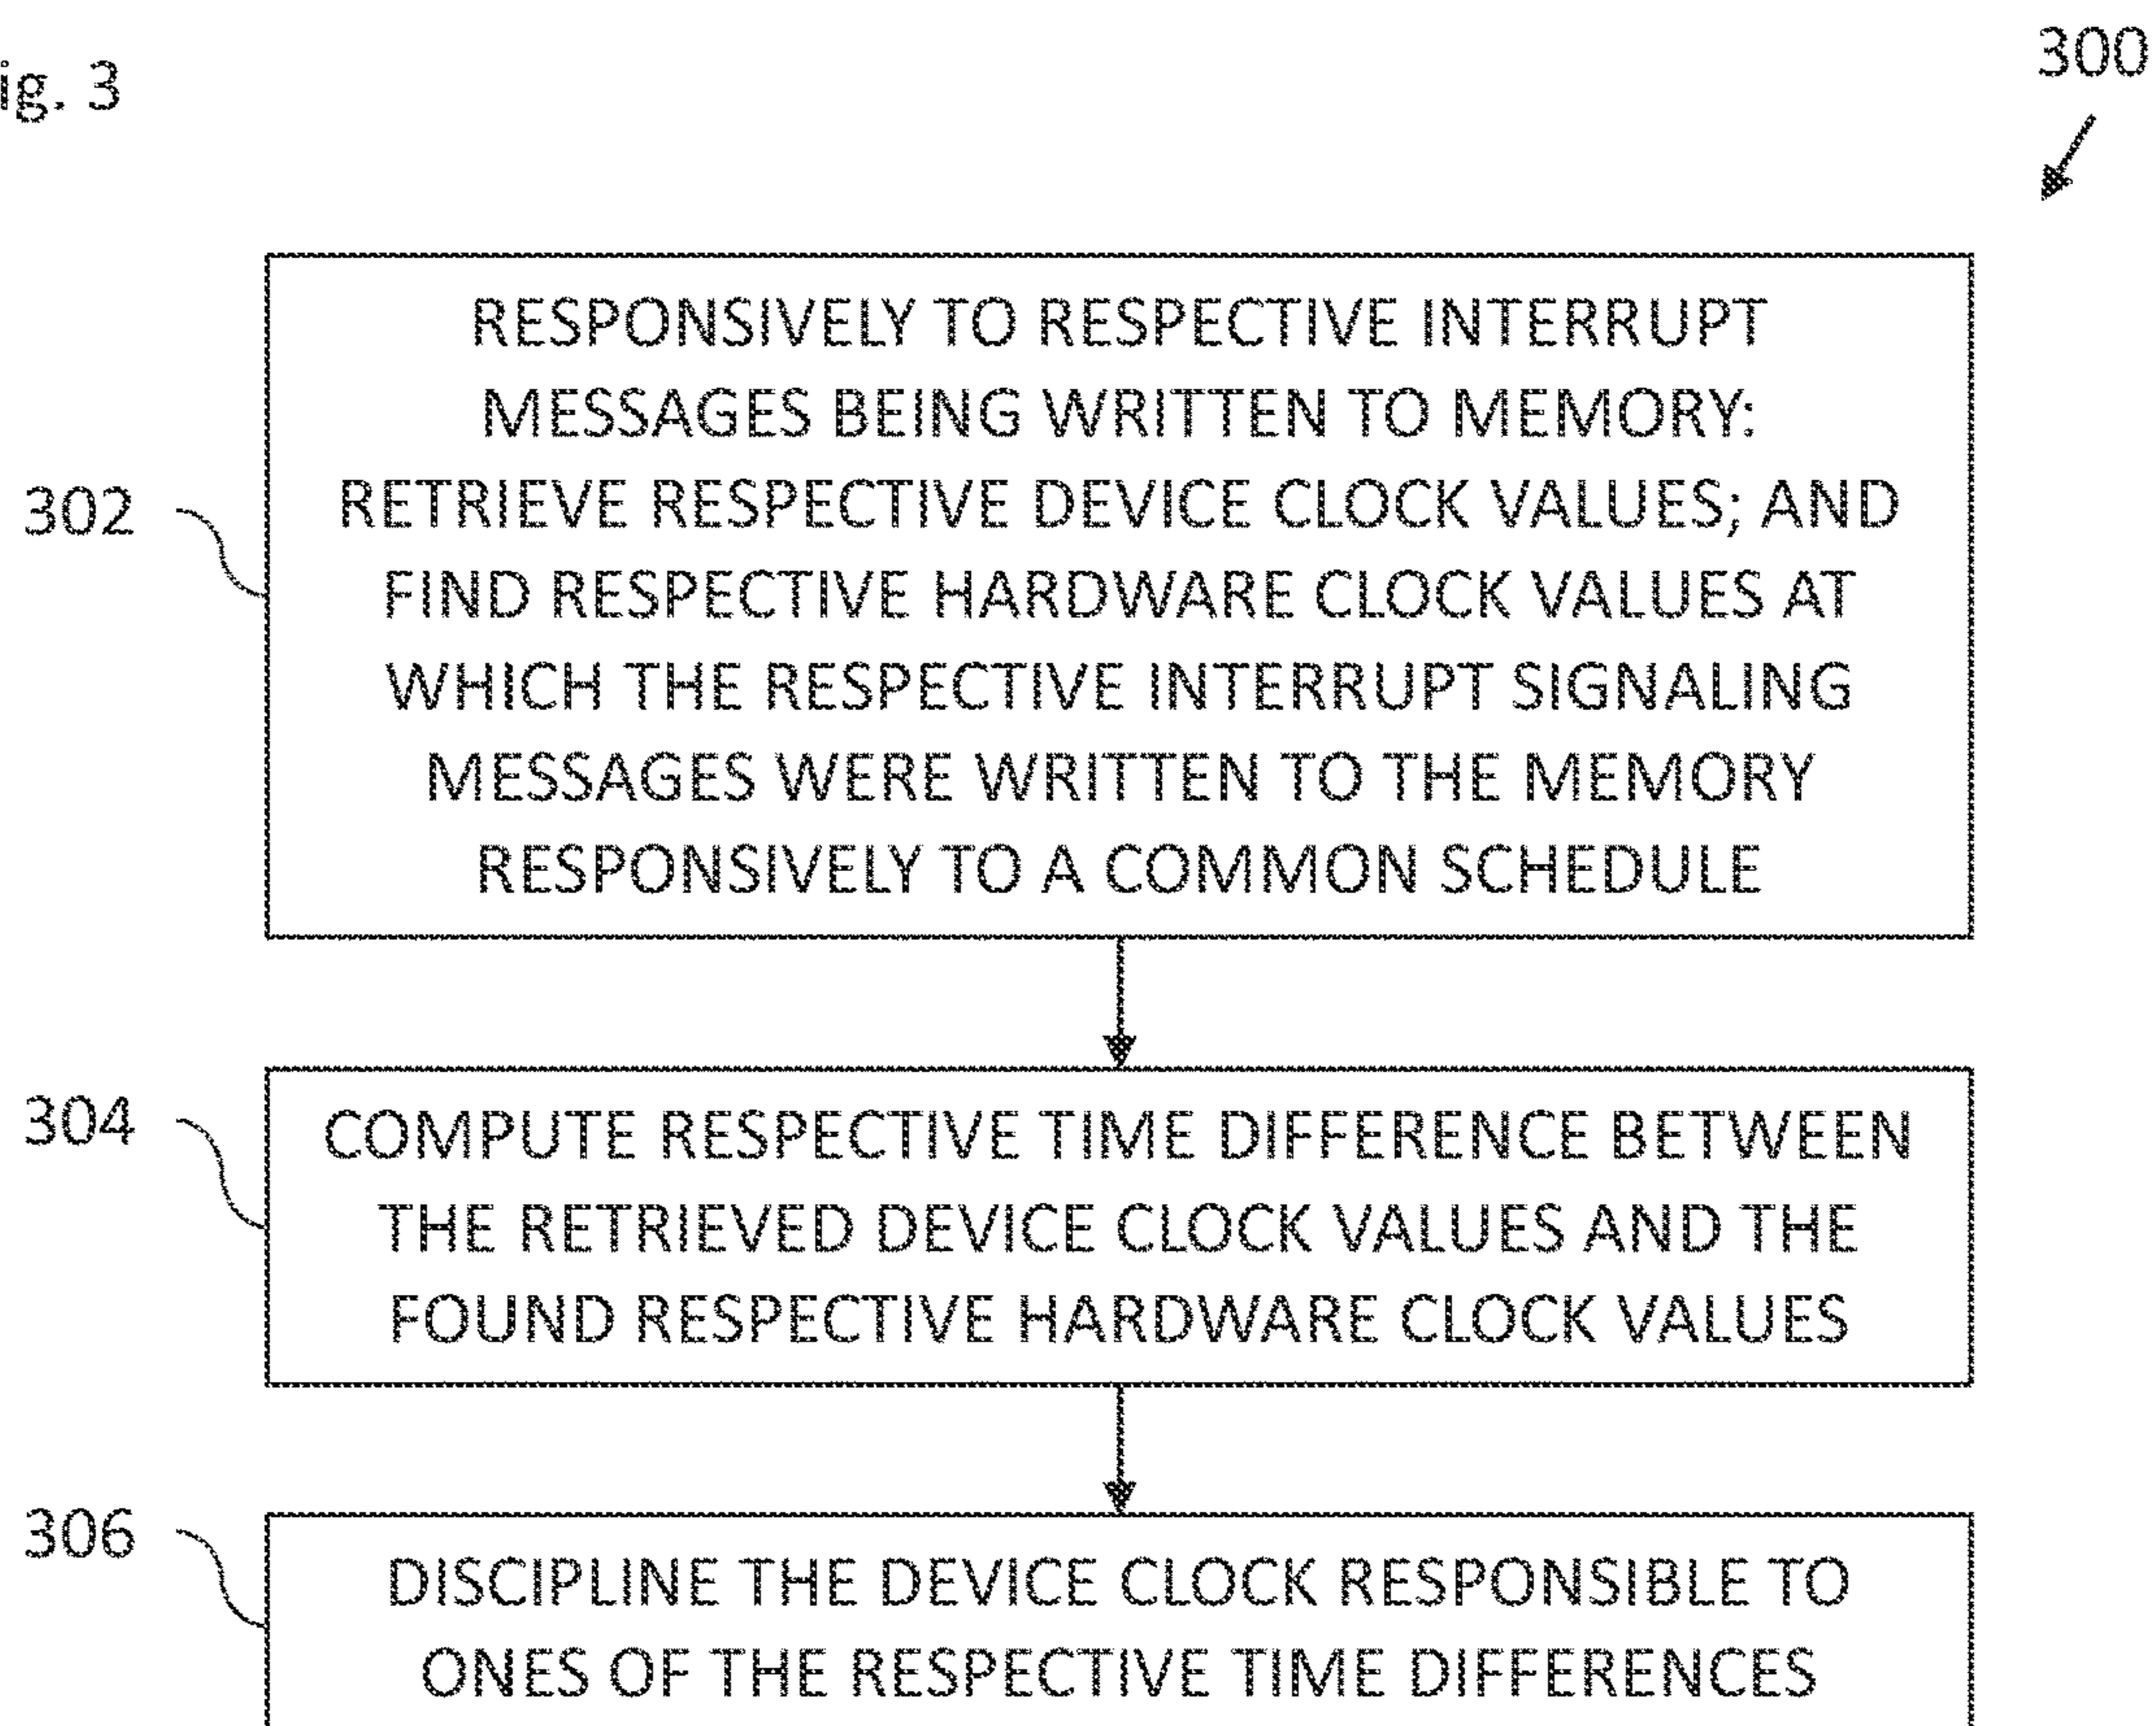 ig. 3
300
RESPONSIVELY TO RESPECTIVE INTERRUPT
MESSAGES BEING WRITTEN TO MEMORY:
RETRIEVE RESPECTIVE DEVICE CLOCK VALUES; AND
302
FIND RESPECTIVE HARDWARE CLOCK VALUES AT
WHICH THE RESPECTIVE INTERRUPT SIGNALING
MESSAGES WERE WRITTEN TO THE MEMORY
RESPONSIVELY TO A COMMON SCHEDULE
304
COMPUTE RESPECTIVE TIME DIFFERENCE BETWEEN
THE RETRIEVED DEVICE CLOCK VALUES AND THE
FOUND RESPECTIVE HARDWARE CLOCK VALUES
306
DISCIPLINE THE DEVICE CLOCK RESPONSIBLE TO
ONES OF THE RESPECTIVE TIME DIFFERENCES